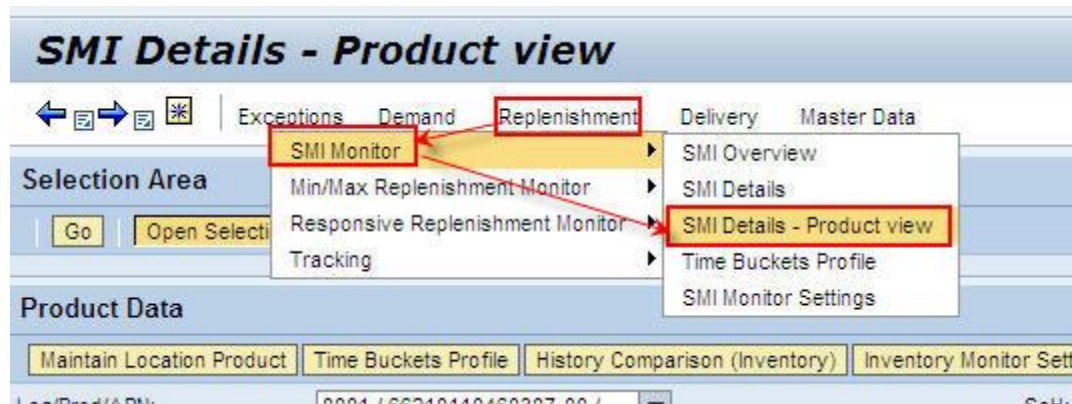 SMI Details - Product view
Exceptions Demand Replenishment Delivery Master Data
SMI Monitor
Min/Max Replenishment Monitor
Responsive Replenishment Monitor
Tracking
SMI Overview
SMI Details
SMI Details - Product view
Time Buckets Profile
SMI Monitor Settings
Selection Area
Go Open Selecti
Product Data
Maintain Location Product Time Buckets Profile History Comparison (Inventory) Inventory Monitor Sett